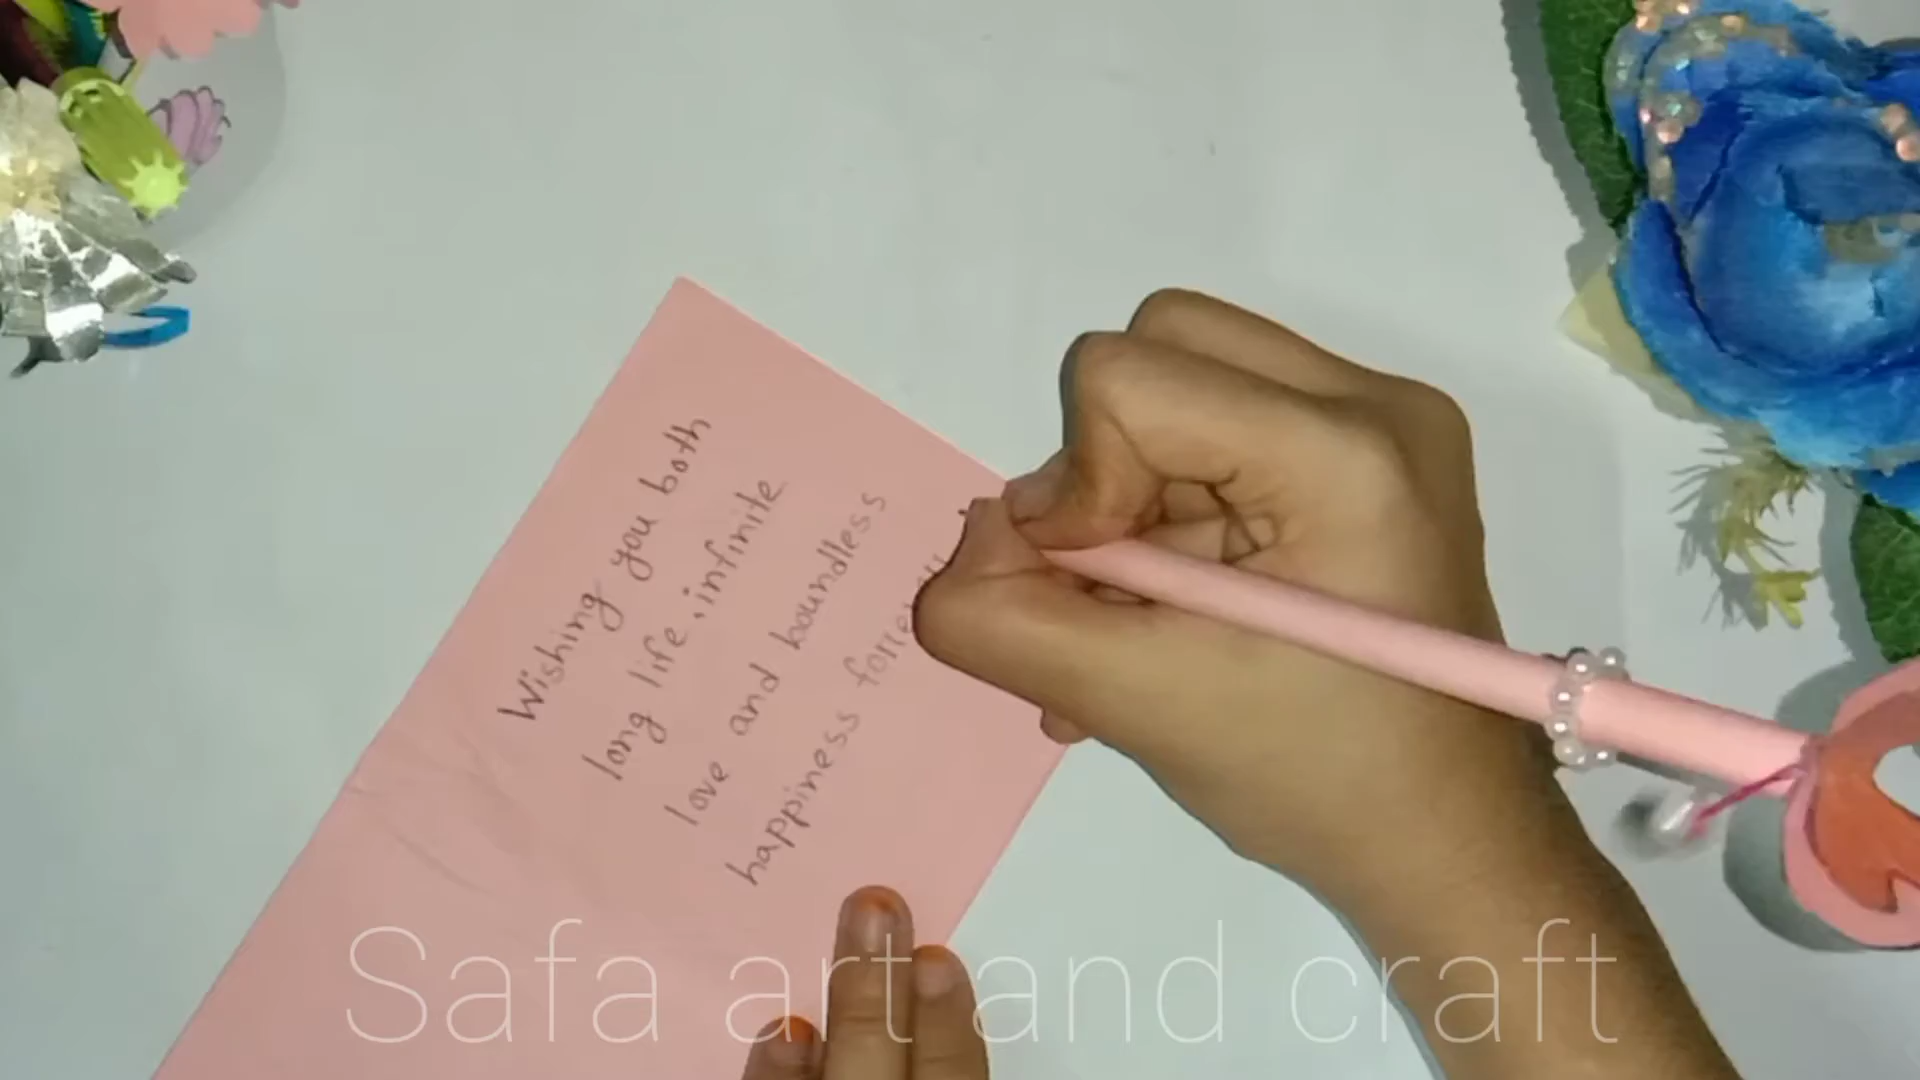 Wishing you both
long life, infinite
love and boundless
happiness
Safa art and craft